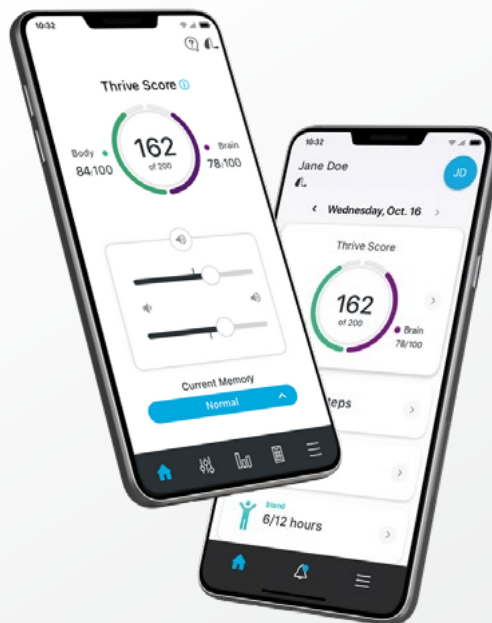 10:32
Thrive Score
Body
84/100
162
of 200
Brain
78/100
Current Memory
Normal
10:32
Jane Doe
JD
Wednesday, Oct. 16
Thrive Score
162
of 200
Brain
78/100
teps
Stand
6/12 hours